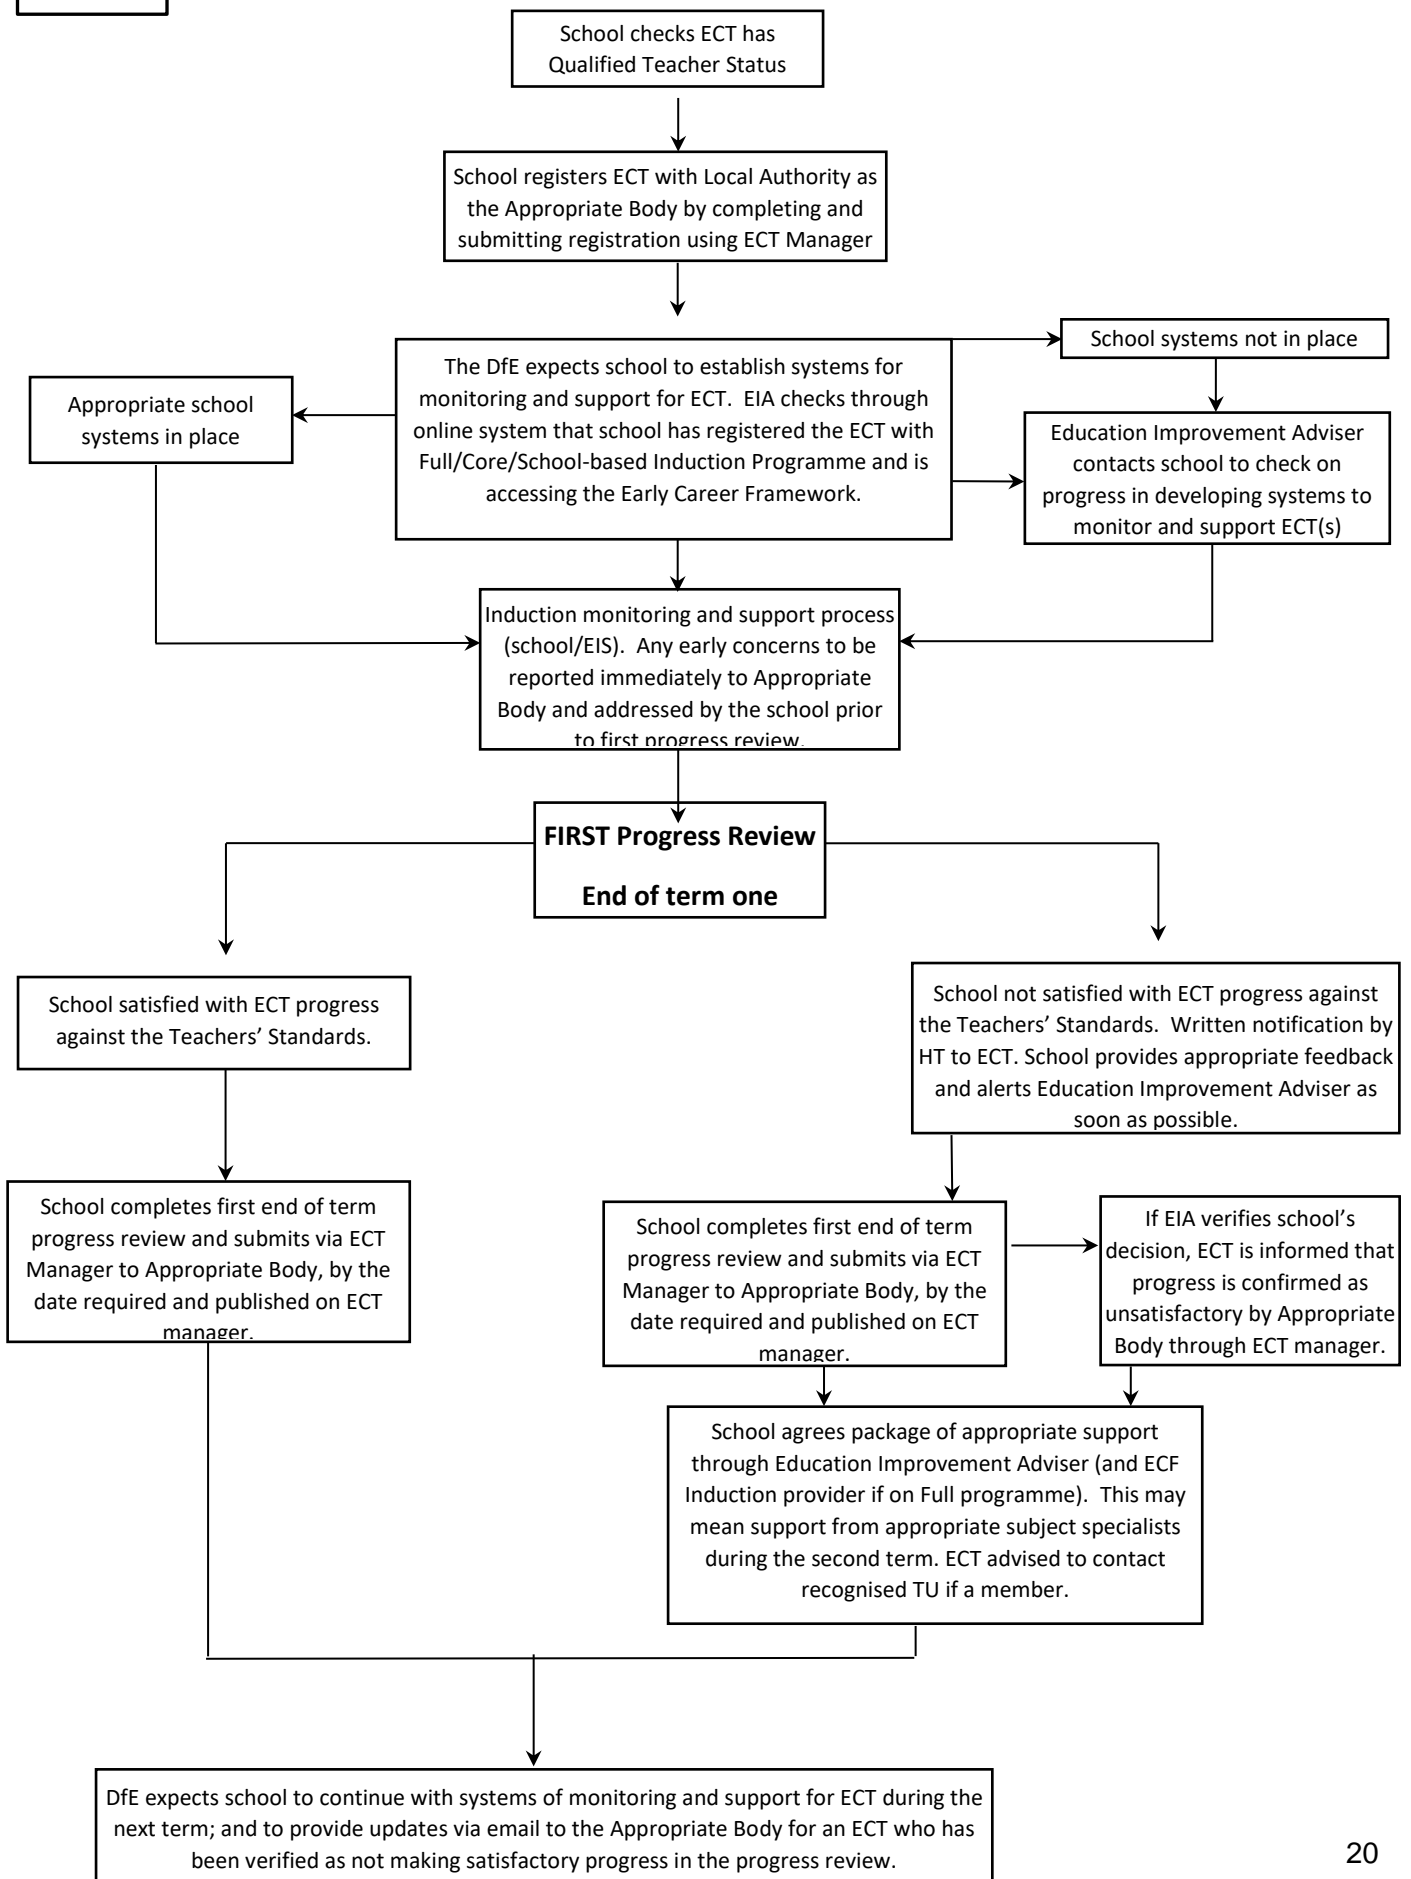 School checks ECT has
Qualified Teacher Status
School registers ECT with Local Authority as
the Appropriate Body by completing and
submitting registration using ECT Manager
School systems not in place
The DfE expects school to establish systems for
monitoring and support for ECT.  EIA checks through
online system that school has registered the ECT with
Full/Core/School-based Induction Programme and is
accessing the Early Career Framework.
Appropriate school
systems in place
Education Improvement Adviser
contacts school to check on
progress in developing systems to
monitor and support ECT(s)
Induction monitoring and support process
(school/EIS).  Any early concerns to be
reported immediately to Appropriate
Body and addressed by the school prior
to first progress review.
FIRST Progress Review
End of term one
School satisfied with ECT progress
against the Teachers’ Standards.
School not satisfied with ECT progress against
the Teachers’ Standards.  Written notification by
HT to ECT. School provides appropriate feedback
and alerts Education Improvement Adviser as
soon as possible.
School completes first end of term
progress review and submits via ECT
Manager to Appropriate Body, by the
date required and published on ECT
manager.
School completes first end of term
progress review and submits via ECT
Manager to Appropriate Body, by the
date required and published on ECT
manager.
If EIA verifies school’s
decision, ECT is informed that
progress is confirmed as
unsatisfactory by Appropriate
Body through ECT manager.
School agrees package of appropriate support
through Education Improvement Adviser (and ECF
Induction provider if on Full programme).  This may
mean support from appropriate subject specialists
during the second term. ECT advised to contact
recognised TU if a member.
DfE expects school to continue with systems of monitoring and support for ECT during the
next term; and to provide updates via email to the Appropriate Body for an ECT who has
been verified as not making satisfactory progress in the progress review.
20